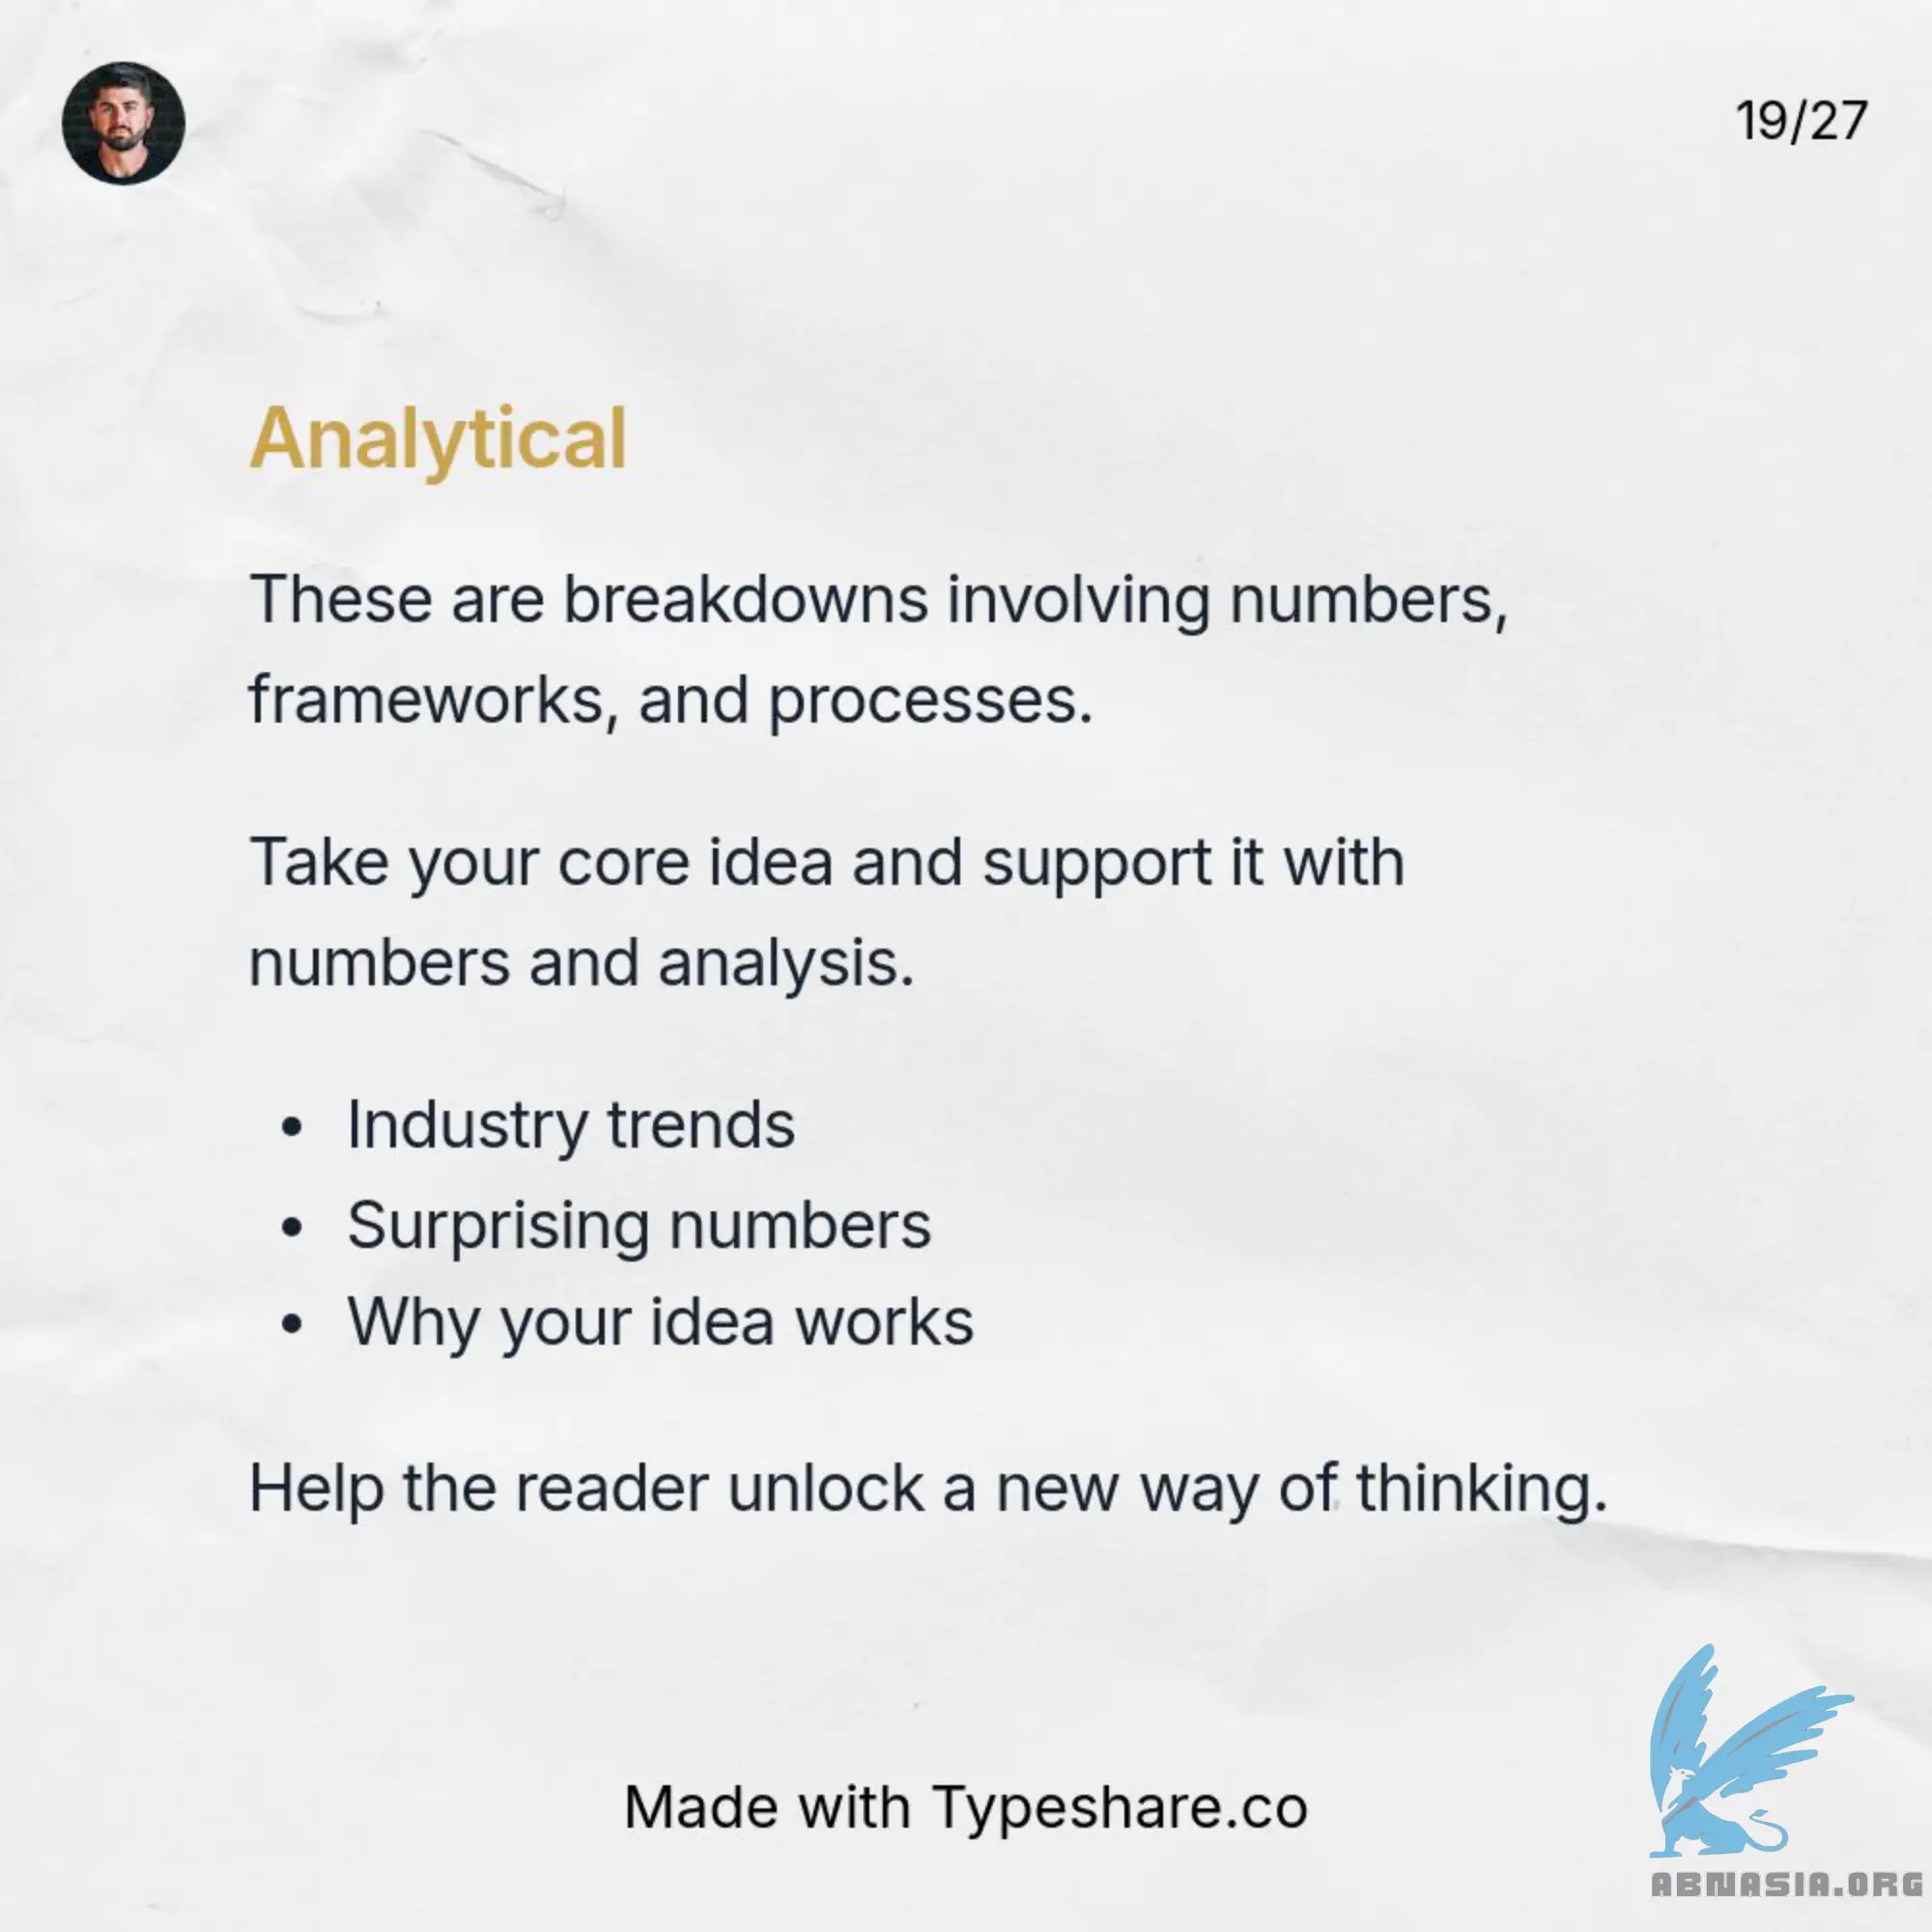 19/27
Analytical
These are breakdowns involving numbers,
frameworks, and processes.
Take your core idea and support it with
numbers and analysis.
• Industry trends
• Surprising numbers
• Why your idea works
Help the reader unlock a new way of thinking.
Made with Typeshare.co
ABNASIA.ORG